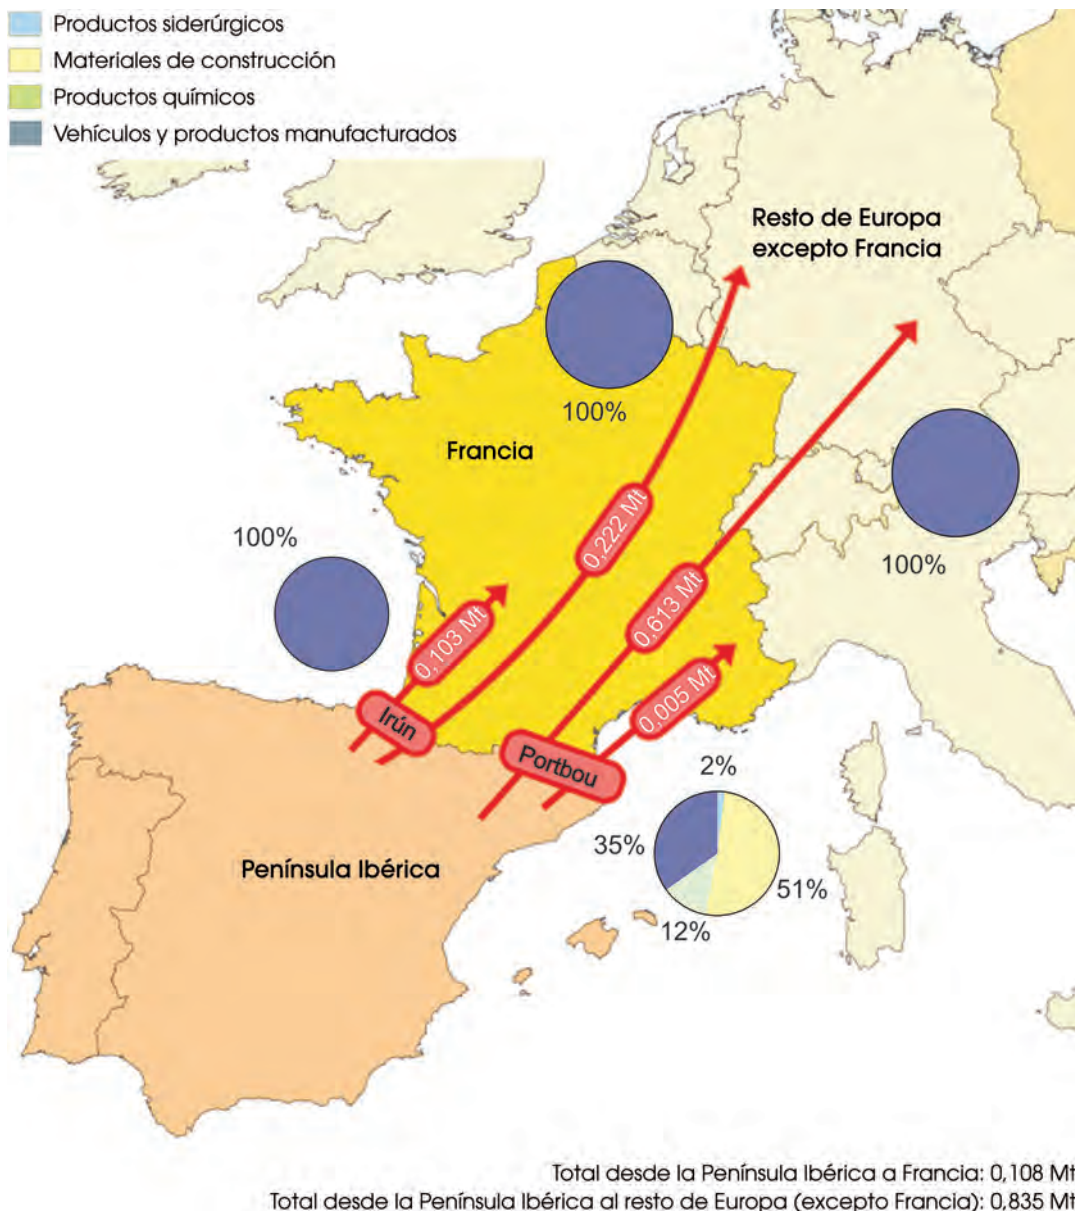 Productos siderúrgicos
Materiales de construcción
Productos químicos
Vehículos y productos manufacturados
Resto de Europa
excepto Francia
100%
Francia
0,222 Mt
100%
100%
0,613 Mt
0,103 Mt
0,005 Mt
Irún
Portbou
2%
35%
Península Ibérica
51%
12%
Total desde la Península Ibérica a Francia: 0,108 Mt
Total desde la Península Ibérica al resto de Europa (excepto Francia): 0,835 Mt